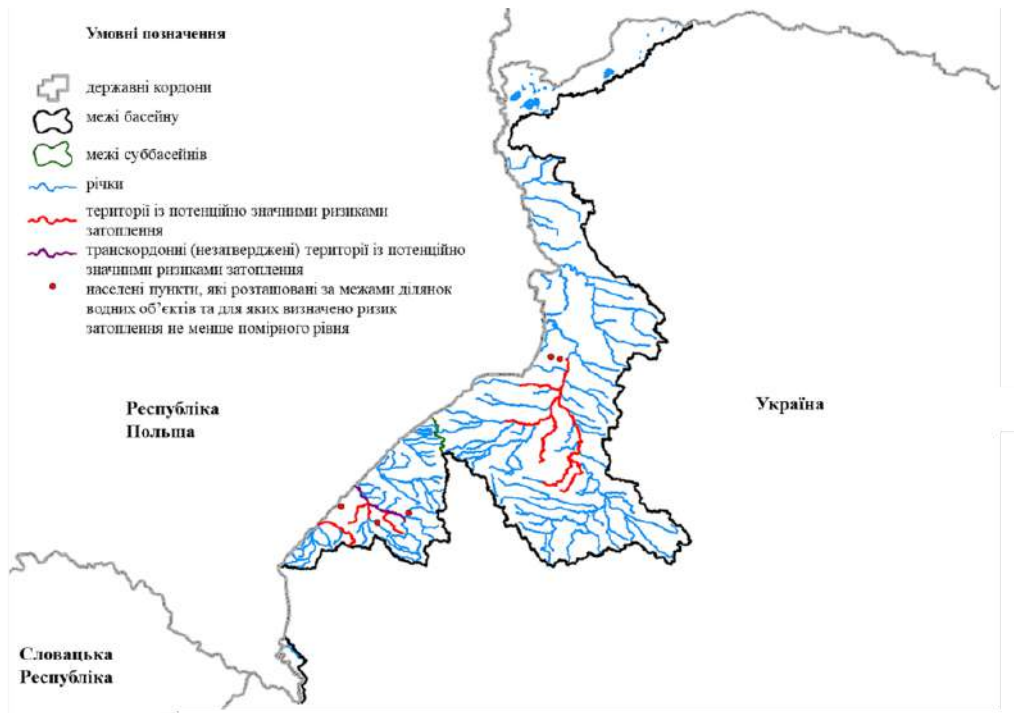 Умовні позначення
державні кордони
межі басейну
межі суббасейнів
річки
території із потенційно значними ризиками
затоплення
транскордонні (незатверджені) території із потенційно
значними ризиками затоплення
населені пункти, які розташовані за межами ділянок
водних об’єктів та для яких визначено ризик
затоплення не менше помірного рівня
Республіка
Польща
Україна
Словацька
Республіка